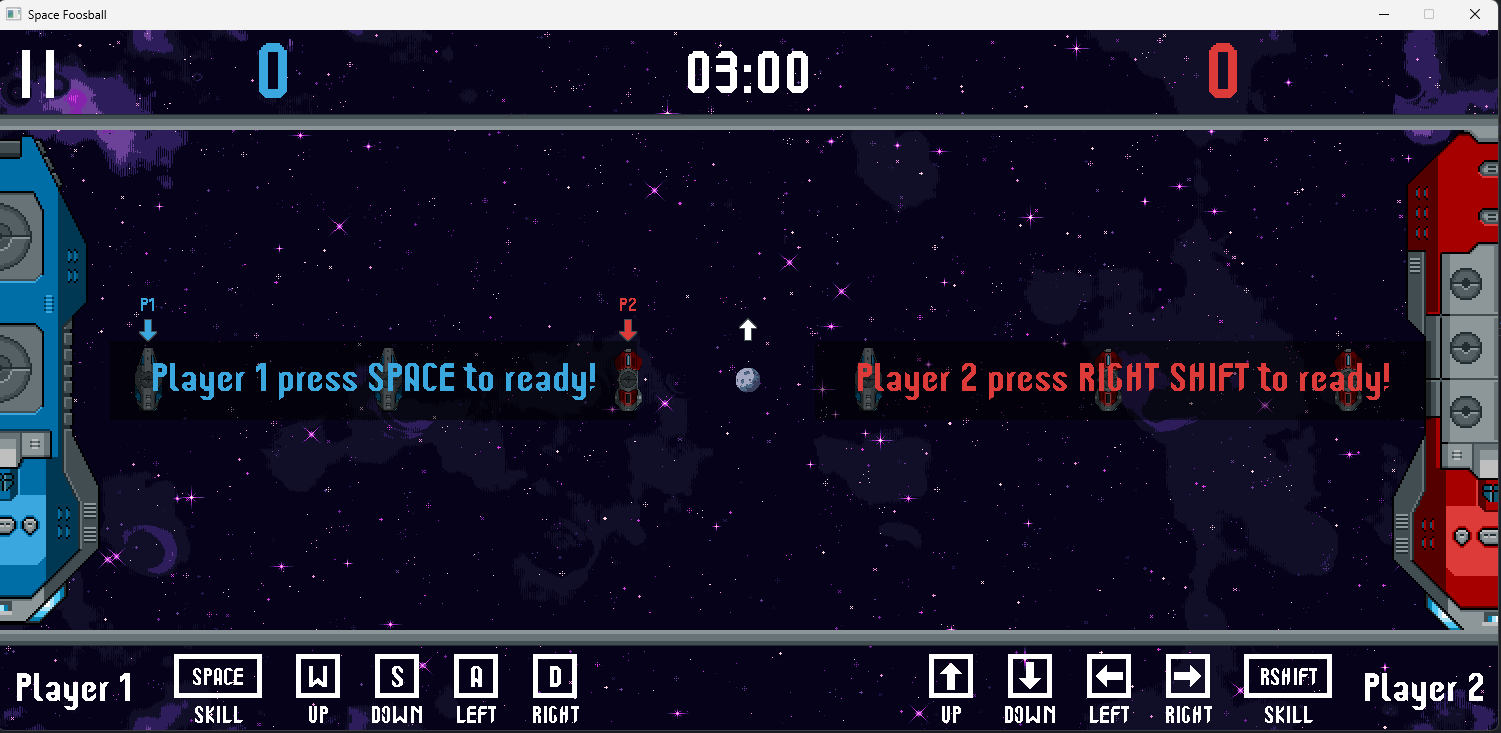 Space Foosball
0
03:00
0
P1
P2
Player 1 press SPACE to ready!
Player 2 press RIGHT SHIFT to ready!
Player 1
SPACE
W
S
A
D
SKILL
UP
DOWN
LEFT
RIGHT
RSHIFT
UP
DOWN
LEFT
RIGHT
SKILL
Player 2